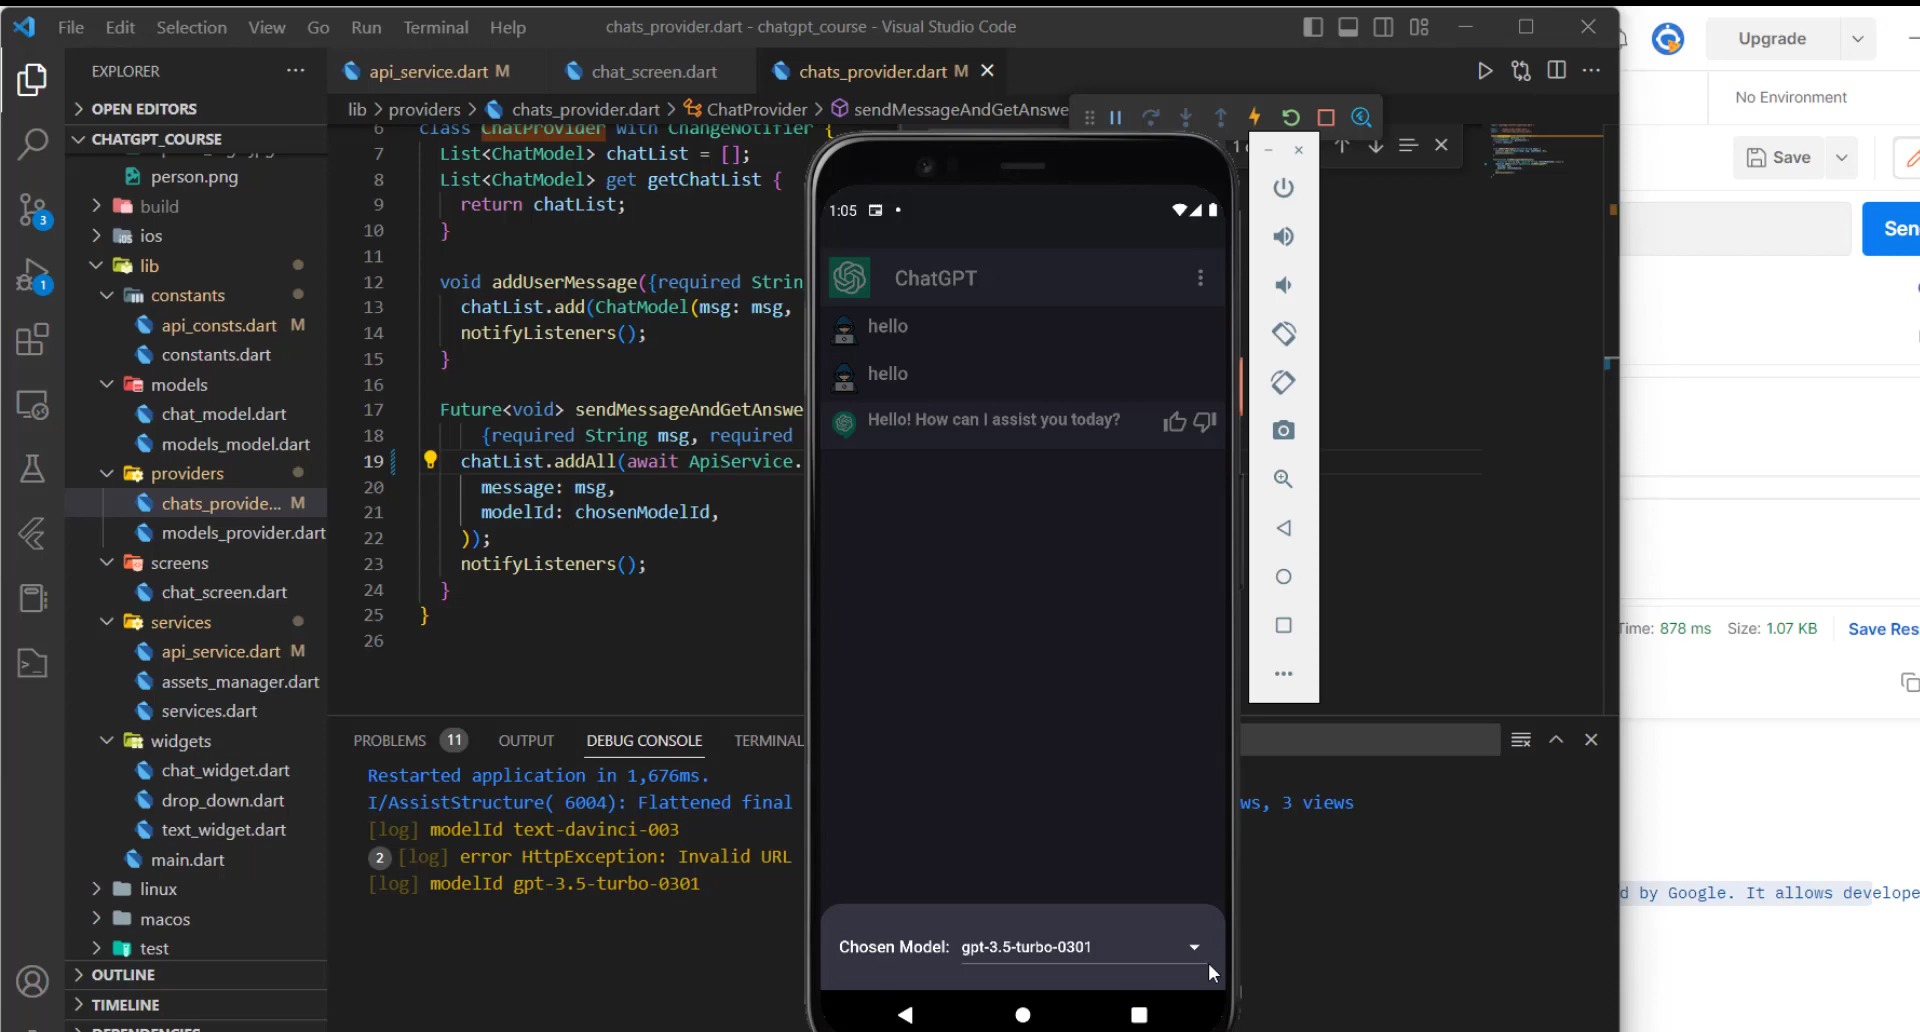 File Edit Selection View Go Run Terminal Help
chats_provider.dart - chatgpt_course - Visual Studio Code
Upgrade
EXPLORER
api_service.dart M
chat_screen.dart
chats_provider.dart M
No Environment
OPEN EDITORS
lib > providers > chats_provider.dart > ChatProvider > sendMessageAndGetAnswe
CHATGPT_COURSE
Save
person.png
build
ios
lib
constants
api_consts.dart M
constants.dart
models
chat_model.dart
models_model.dart
providers
chats_provide... M
models_provider.dart
screens
chat_screen.dart
services
api_service.dart M
assets_manager.dart
services.dart
widgets
chat_widget.dart
drop_down.dart
text_widget.dart
main.dart
linux
macos
test
OUTLINE
TIMELINE
DEPENDENCIES
3
1
6 class ChatProvider with ChangeNotifier {
7 List<ChatModel> chatList = [];
8 List<ChatModel> get getChatList {
9 return chatList;
10 }
11
12 void addUserMessage({required Strin
13 chatList.add(ChatModel(msg: msg,
14 notifyListeners();
15 }
16
17 Future<void> sendMessageAndGetAnswe
18 {required String msg, required
19 chatList.addAll(await ApiService.
20 message: msg,
21 modelId: chosenModelId,
22 ));
23 notifyListeners();
24 }
25 }
26
PROBLEMS 11 OUTPUT DEBUG CONSOLE TERMINAL
Restarted application in 1,676ms.
I/AssistStructure( 6004): Flattened final
ws, 3 views
[log] modelId text-davinci-003
2 [log] error HttpException: Invalid URL
[log] modelId gpt-3.5-turbo-0301
1:05
ChatGPT
hello
hello
Hello! How can I assist you today?
Chosen Model: gpt-3.5-turbo-0301
Sen
Time: 878 ms Size: 1.07 KB Save Res
d by Google. It allows develope